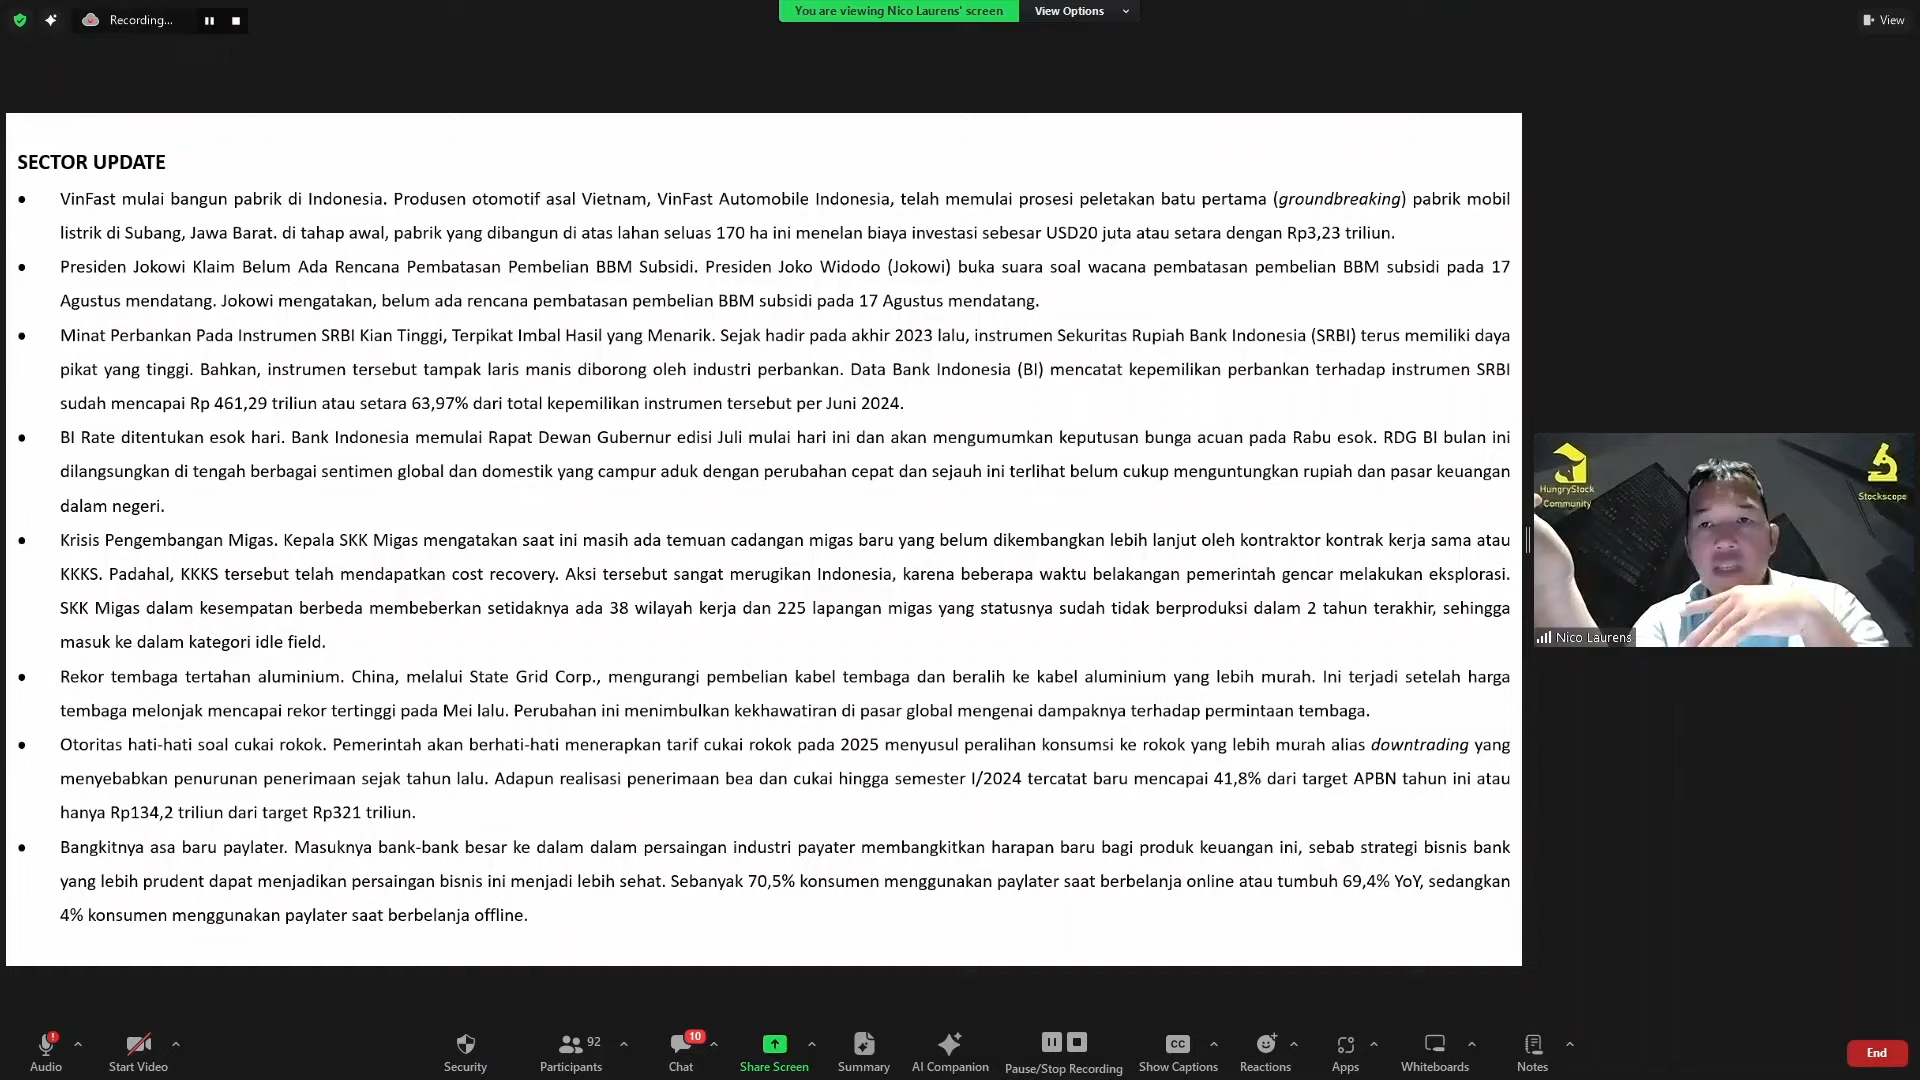 Recording...
You are viewing Nico Laurens' screen
View Options
View
SECTOR UPDATE
• VinFast mulai bangun pabrik di Indonesia. Produsen otomotif asal Vietnam, VinFast Automobile Indonesia, telah memulai prosesi peletakan batu pertama (groundbreaking) pabrik mobil
listrik di Subang, Jawa Barat. di tahap awal, pabrik yang dibangun di atas lahan seluas 170 ha ini menelan biaya investasi sebesar USD20 juta atau setara dengan Rp3,23 triliun.
• Presiden Jokowi Klaim Belum Ada Rencana Pembatasan Pembelian BBM Subsidi. Presiden Joko Widodo (Jokowi) buka suara soal wacana pembatasan pembelian BBM subsidi pada 17
Agustus mendatang. Jokowi mengatakan, belum ada rencana pembatasan pembelian BBM subsidi pada 17 Agustus mendatang.
• Minat Perbankan Pada Instrumen SRBI Kian Tinggi, Terpikat Imbal Hasil yang Menarik. Sejak hadir pada akhir 2023 lalu, instrumen Sekuritas Rupiah Bank Indonesia (SRBI) terus memiliki daya
pikat yang tinggi. Bahkan, instrumen tersebut tampak laris manis diborong oleh industri perbankan. Data Bank Indonesia (BI) mencatat kepemilikan perbankan terhadap instrumen SRBI
sudah mencapai Rp 461,29 triliun atau setara 63,97% dari total kepemilikan instrumen tersebut per Juni 2024.
• BI Rate ditentukan esok hari. Bank Indonesia memulai Rapat Dewan Gubernur edisi Juli mulai hari ini dan akan mengumumkan keputusan bunga acuan pada Rabu esok. RDG BI bulan ini
dilangsungkan di tengah berbagai sentimen global dan domestik yang campur aduk dengan perubahan cepat dan sejauh ini terlihat belum cukup menguntungkan rupiah dan pasar keuangan
dalam negeri.
• Krisis Pengembangan Migas. Kepala SKK Migas mengatakan saat ini masih ada temuan cadangan migas baru yang belum dikembangkan lebih lanjut oleh kontraktor kontrak kerja sama atau
KKKS. Padahal, KKKS tersebut telah mendapatkan cost recovery. Aksi tersebut sangat merugikan Indonesia, karena beberapa waktu belakangan pemerintah gencar melakukan eksplorasi.
SKK Migas dalam kesempatan berbeda membeberkan setidaknya ada 38 wilayah kerja dan 225 lapangan migas yang statusnya sudah tidak berproduksi dalam 2 tahun terakhir, sehingga
masuk ke dalam kategori idle field.
• Rekor tembaga tertahan aluminium. China, melalui State Grid Corp., mengurangi pembelian kabel tembaga dan beralih ke kabel aluminium yang lebih murah. Ini terjadi setelah harga
tembaga melonjak mencapai rekor tertinggi pada Mei lalu. Perubahan ini menimbulkan kekhawatiran di pasar global mengenai dampaknya terhadap permintaan tembaga.
• Otoritas hati-hati soal cukai rokok. Pemerintah akan berhati-hati menerapkan tarif cukai rokok pada 2025 menyusul peralihan konsumsi ke rokok yang lebih murah alias downtrading yang
menyebabkan penurunan penerimaan sejak tahun lalu. Adapun realisasi penerimaan bea dan cukai hingga semester I/2024 tercatat baru mencapai 41,8% dari target APBN tahun ini atau
hanya Rp134,2 triliun dari target Rp321 triliun.
• Bangkitnya asa baru paylater. Masuknya bank-bank besar ke dalam dalam persaingan industri payater membangkitkan harapan baru bagi produk keuangan ini, sebab strategi bisnis bank
yang lebih prudent dapat menjadikan persaingan bisnis ini menjadi lebih sehat. Sebanyak 70,5% konsumen menggunakan paylater saat berbelanja online atau tumbuh 69,4% YoY, sedangkan
4% konsumen menggunakan paylater saat berbelanja offline.
HungryStock
Community
Stockscope
Nico Laurens
Audio
Start Video
Security
92
Participants
10
Chat
Share Screen
Summary
AI Companion
Pause/Stop Recording
CC
Show Captions
Reactions
Apps
Whiteboards
Notes
End